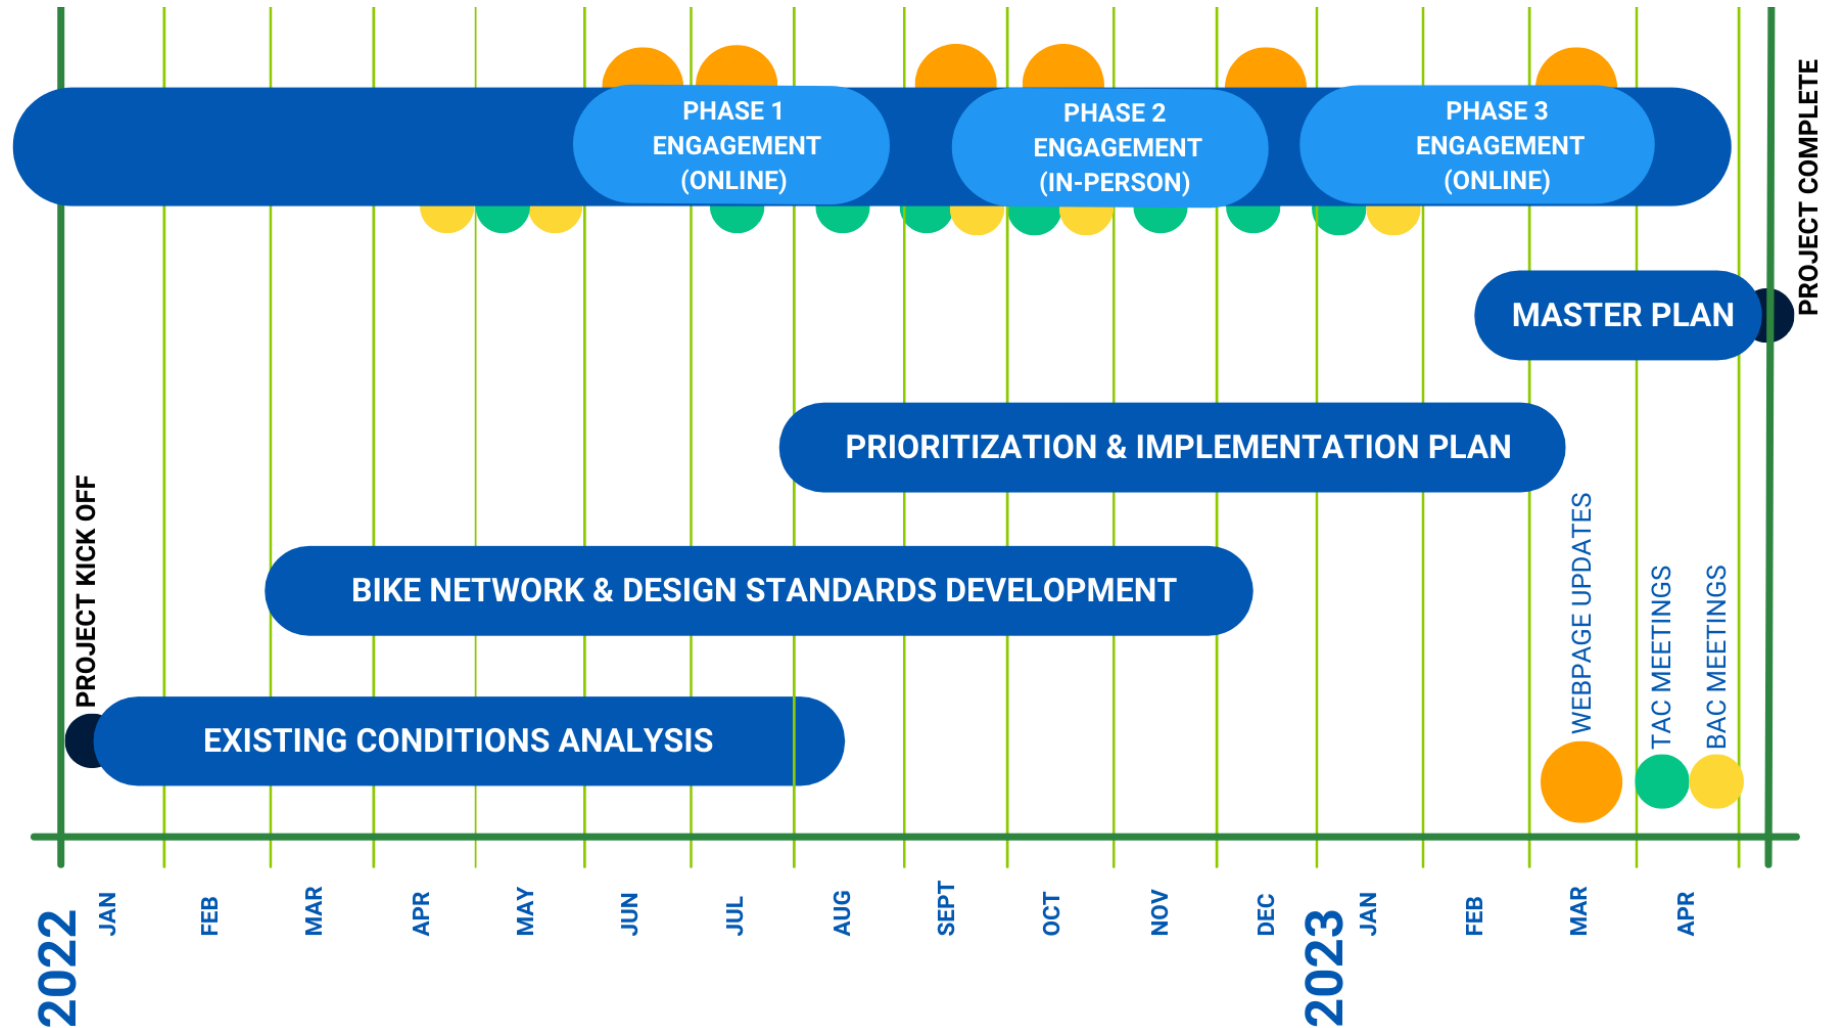 PHASE 1
ENGAGEMENT
(ONLINE)
PHASE 2
ENGAGEMENT
(IN-PERSON)
PHASE 3
ENGAGEMENT
(ONLINE)
PROJECT COMPLETE
MASTER PLAN
PRIORITIZATION & IMPLEMENTATION PLAN
PROJECT KICK OFF
BIKE NETWORK & DESIGN STANDARDS DEVELOPMENT
WEBPAGE UPDATES
TAC MEETINGS
BAC MEETINGS
EXISTING CONDITIONS ANALYSIS
2022
JAN
FEB
MAR
APR
MAY
JUN
JUL
AUG
SEPT
OCT
NOV
DEC
2023
JAN
FEB
MAR
APR